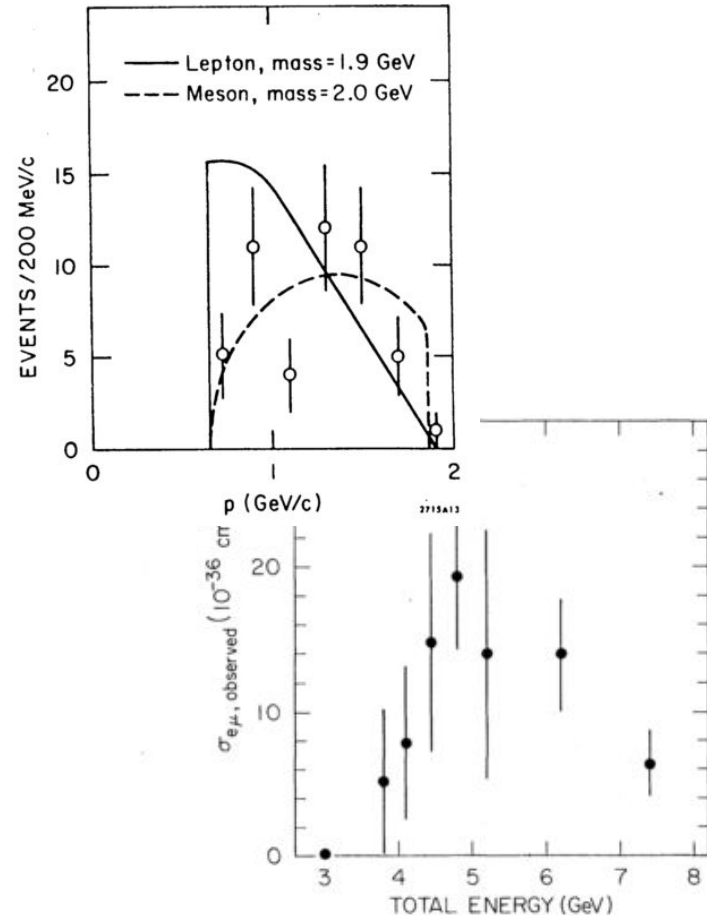 Lepton, mass=1.9 GeV
Meson, mass=2.0 GeV
EVENTS/200 MeV/c
20
15
10
5
0
0 1 2
p (GeV/c)
2715A13
σeμ, observed (10⁻³⁶ cm
20
10
0
3 4 5 6 7 8
TOTAL ENERGY (GeV)